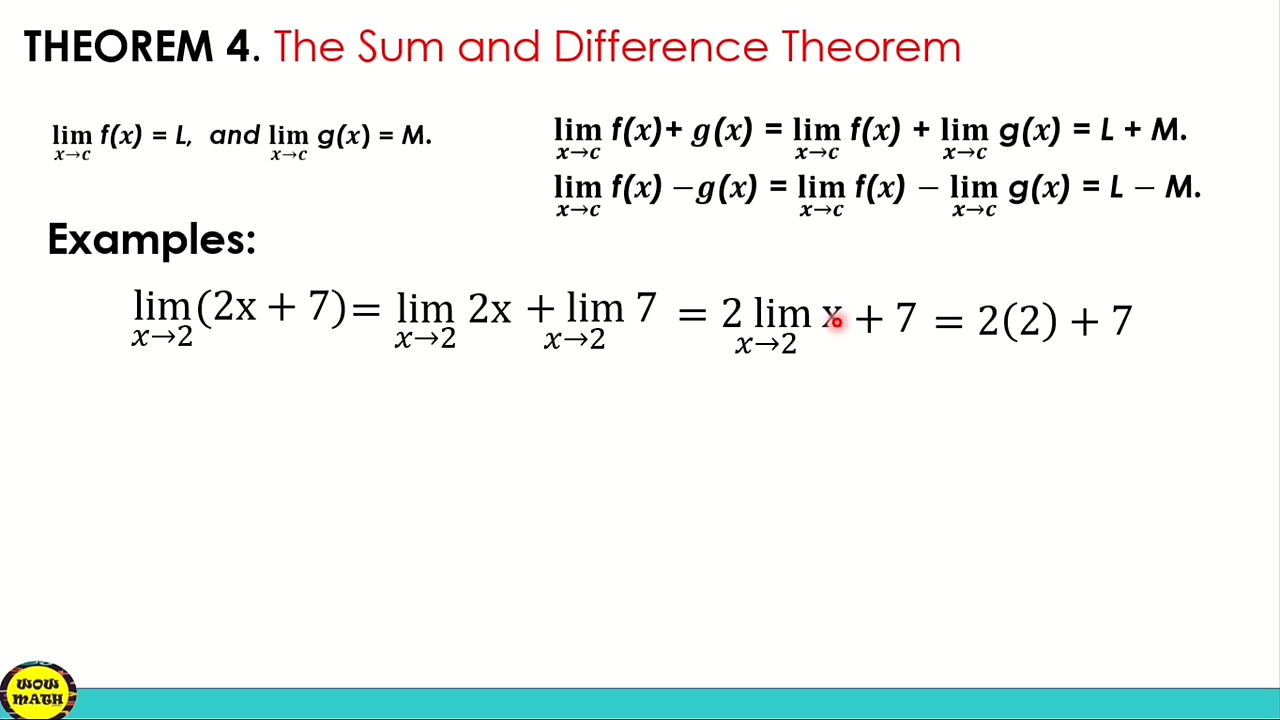 THEOREM 4. The Sum and Difference Theorem
lim f(x) = L, and lim g(x) = M.
x→c x→c
lim f(x)+ g(x) = lim f(x) + lim g(x) = L + M.
x→c x→c x→c
lim f(x) −g(x) = lim f(x) − lim g(x) = L − M.
x→c x→c x→c
Examples:
lim(2x + 7)= lim 2x + lim 7 = 2 lim x + 7 = 2(2) + 7
x→2 x→2 x→2 x→2
WOW
MATH